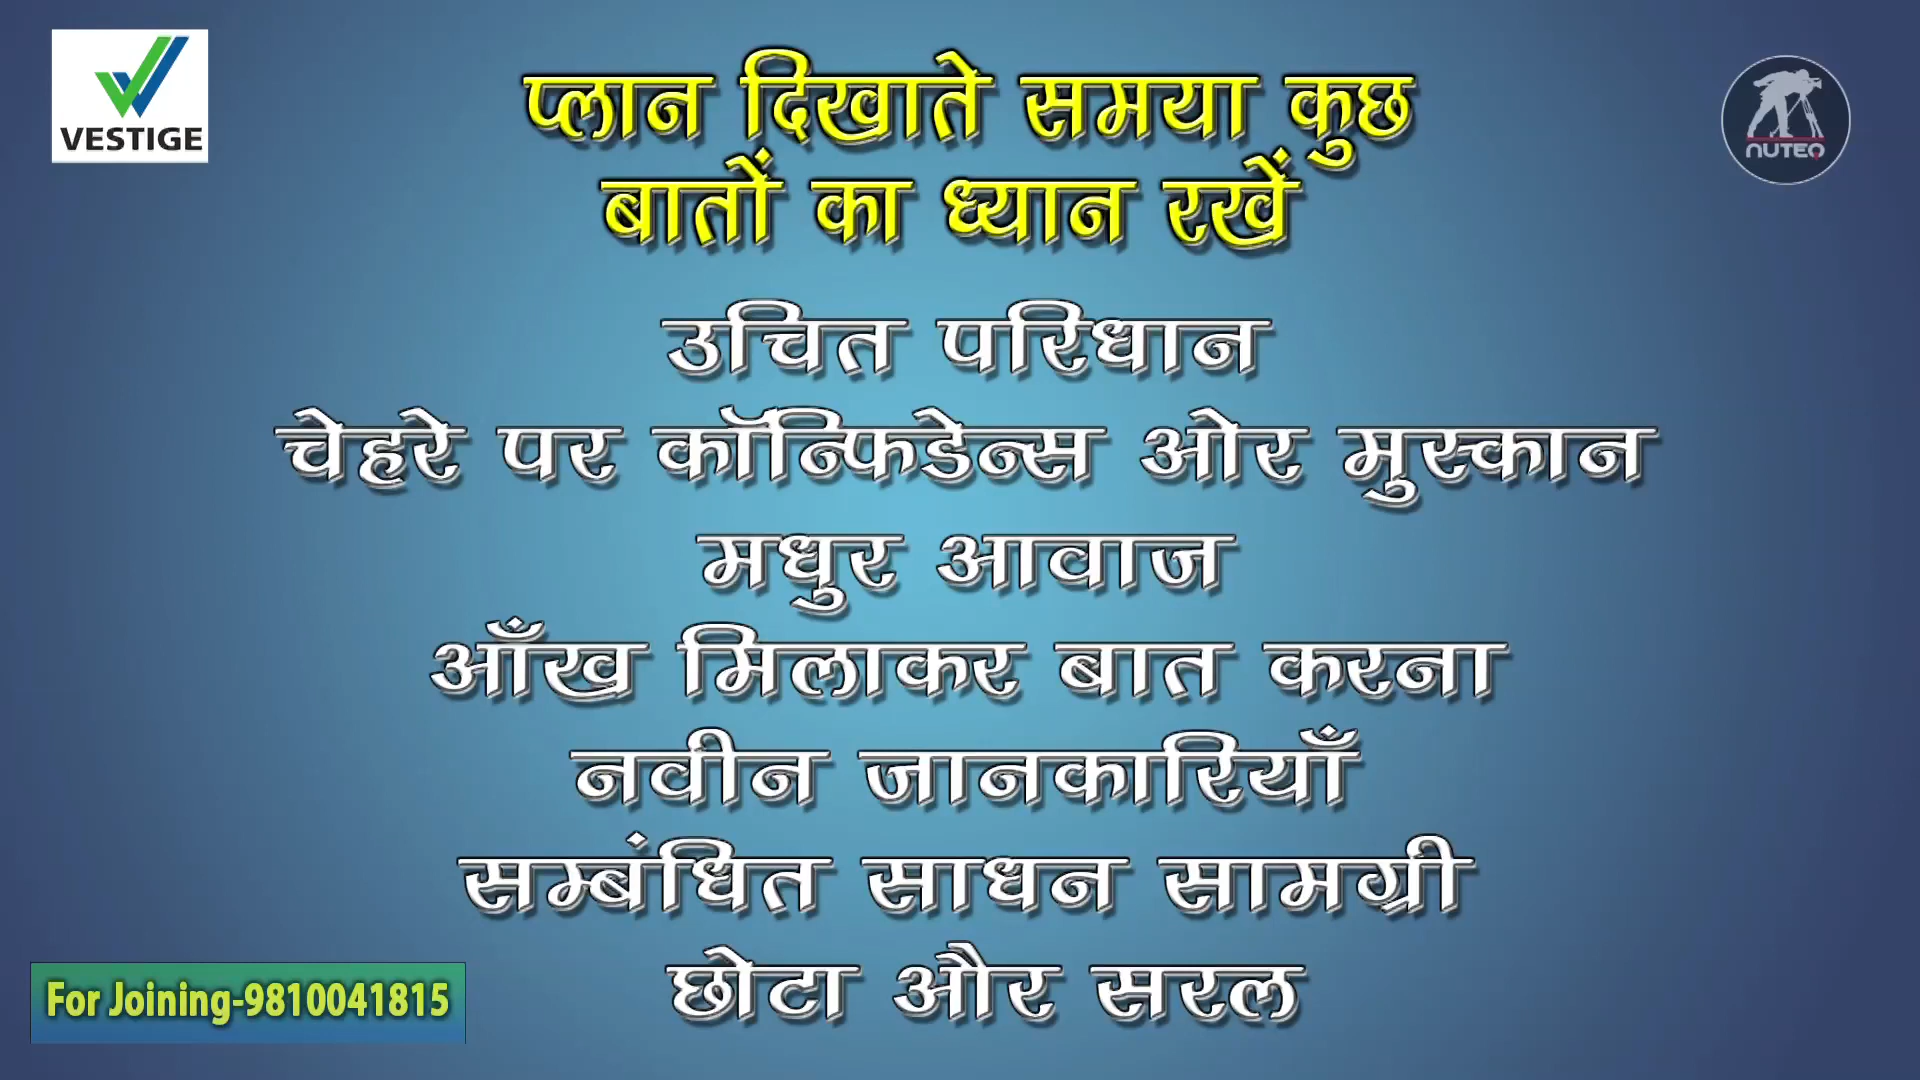 VESTIGE
NUTEQ
प्लान दिखाते समया कुछ
बातों का ध्यान रखें
उचित परिधान
चेहरे पर कॉन्फिडेन्स ओर मुस्कान
मधुर आवाज
आँख मिलाकर बात करना
नवीन जानकारियाँ
सम्बंधित साधन सामग्री
छोटा और सरल
For Joining-9810041815